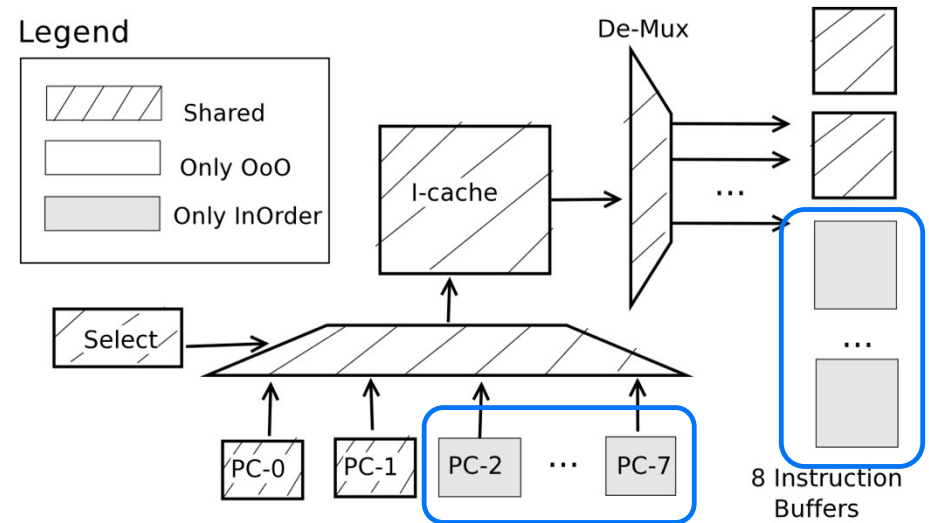 Legend
Shared
Only OoO
Only InOrder
De-Mux
I-cache
...
Select
...
PC-0
PC-1
PC-2
...
PC-7
8 Instruction
Buffers